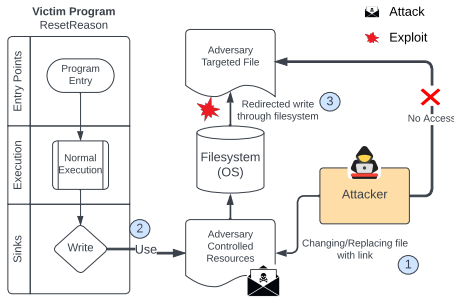 Victim Program
ResetReason
Attack
Exploit
Entry Points
Program
Entry
Execution
Normal
Execution
Sinks
Write
2
Use
Adversary
Targeted File
Redirected write
through filesystem
3
Filesystem
(OS)
Adversary
Controlled
Resources
No Access
Attacker
Changing/Replacing file
with link
1